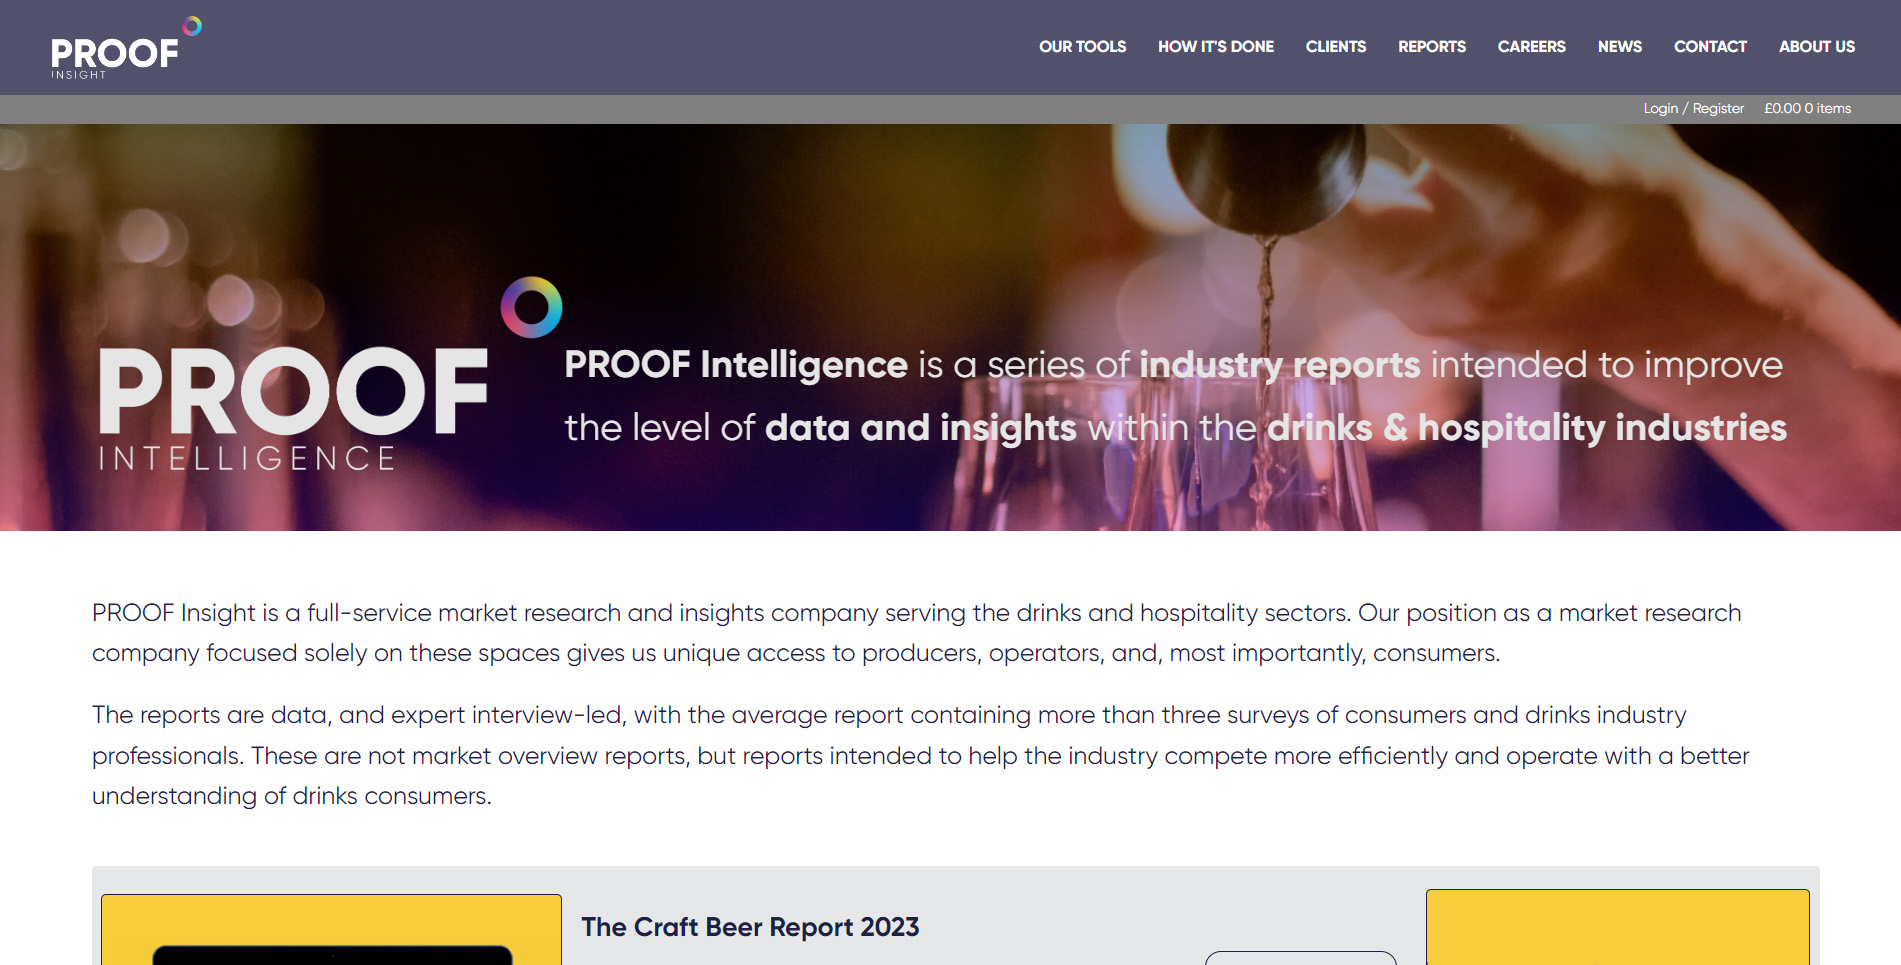 PROOF
INSIGHT
OUR TOOLS HOW IT'S DONE CLIENTS REPORTS CAREERS NEWS CONTACT ABOUT US
Login / Register £0.00 0 items
PROOF
INTELLIGENCE
PROOF Intelligence is a series of industry reports intended to improve
the level of data and insights within the drinks & hospitality industries
PROOF Insight is a full-service market research and insights company serving the drinks and hospitality sectors. Our position as a market research
company focused solely on these spaces gives us unique access to producers, operators, and, most importantly, consumers.
The reports are data, and expert interview-led, with the average report containing more than three surveys of consumers and drinks industry
professionals. These are not market overview reports, but reports intended to help the industry compete more efficiently and operate with a better
understanding of drinks consumers.
The Craft Beer Report 2023